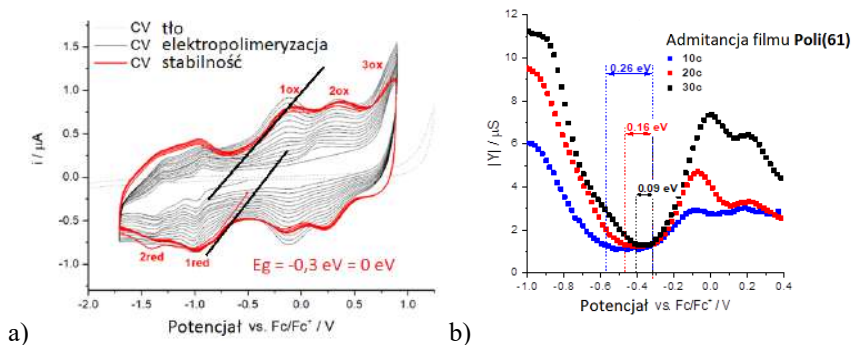 CV tło
CV elektropolimeryzacja
CV stabilność
1ox
2ox
3ox
2red
1red
Eg = -0,3 eV = 0 eV
i / µA
1.5
1.0
0.5
0.0
-0.5
-1.0
-2.0 -1.5 -1.0 -0.5 0.0 0.5 1.0
Potencjał vs. Fc/Fc⁺ / V
a)
Admitancja filmu Poli(61)
10c
20c
30c
0.26 eV
0.16 eV
0.09 eV
|Y| / µS
12
10
8
6
4
2
0
-1.0 -0.8 -0.6 -0.4 -0.2 0.0 0.2 0.4
Potencjał vs Fc/Fc⁺ / V
b)